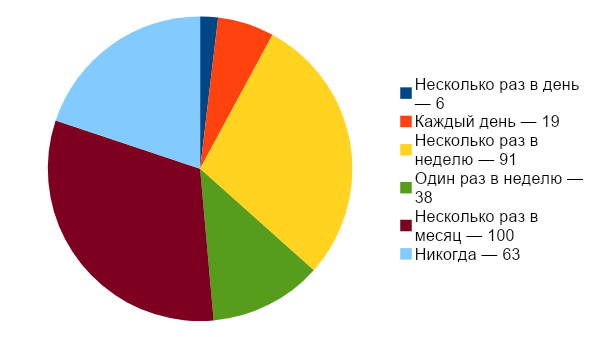 Несколько раз в день
— 6
Каждый день — 19
Несколько раз в
неделю — 91
Один раз в неделю —
38
Несколько раз в
месяц — 100
Никогда — 63